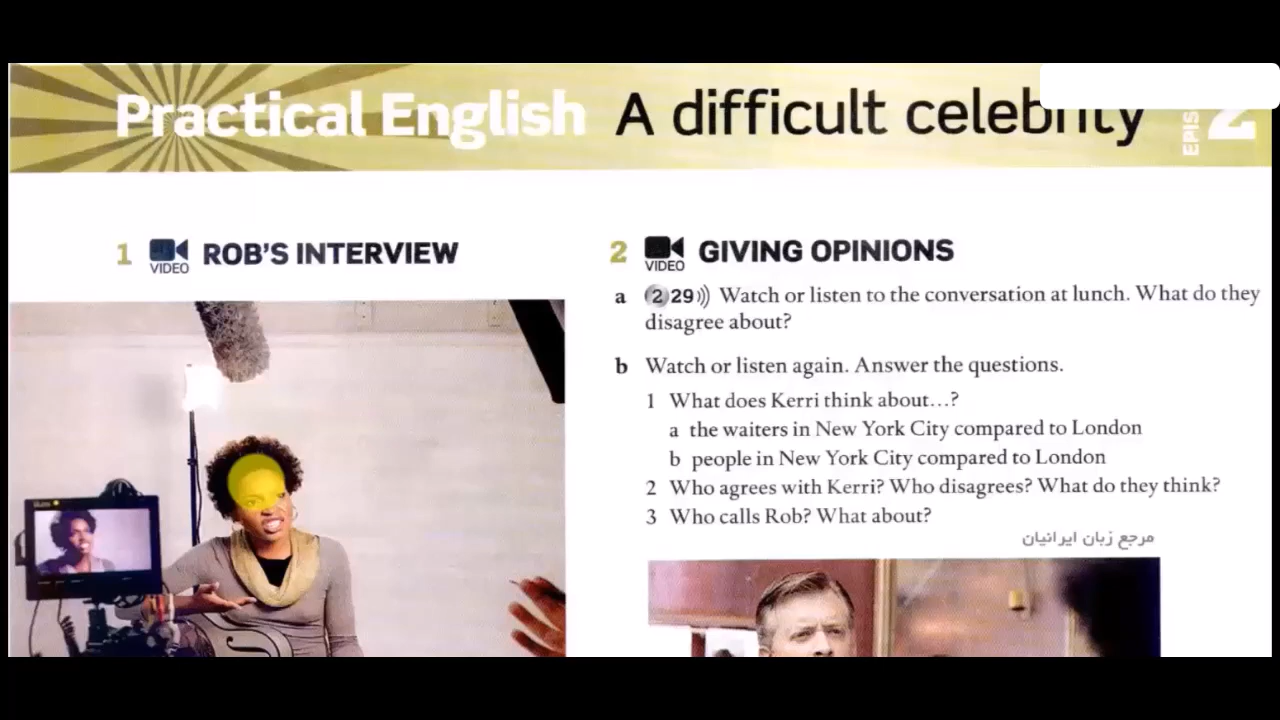 Practical English A difficult celebrity EPIS 2
1 VIDEO ROB'S INTERVIEW
2 VIDEO GIVING OPINIONS
a 2 29 Watch or listen to the conversation at lunch. What do they
disagree about?
b Watch or listen again. Answer the questions.
1 What does Kerri think about…?
a the waiters in New York City compared to London
b people in New York City compared to London
2 Who agrees with Kerri? Who disagrees? What do they think?
3 Who calls Rob? What about?
مرجع زبان ایرانیان